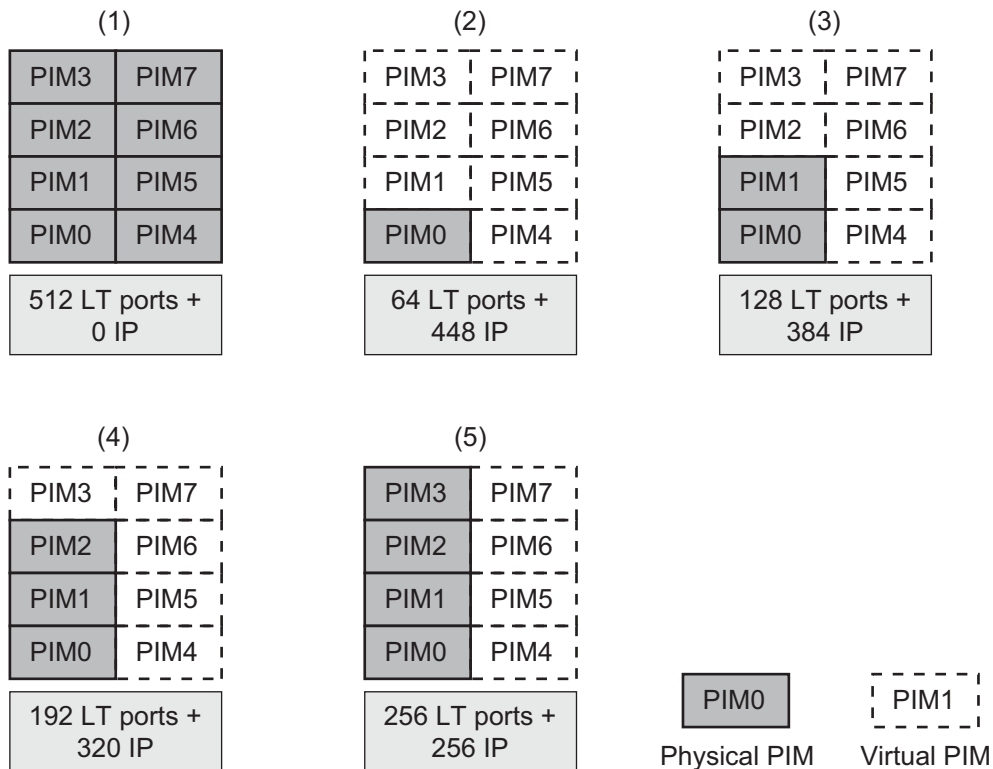 (1)
PIM3 PIM7
PIM2 PIM6
PIM1 PIM5
PIM0 PIM4
512 LT ports +
0 IP
(2)
PIM3 PIM7
PIM2 PIM6
PIM1 PIM5
PIM0 PIM4
64 LT ports +
448 IP
(3)
PIM3 PIM7
PIM2 PIM6
PIM1 PIM5
PIM0 PIM4
128 LT ports +
384 IP
(4)
PIM3 PIM7
PIM2 PIM6
PIM1 PIM5
PIM0 PIM4
192 LT ports +
320 IP
(5)
PIM3 PIM7
PIM2 PIM6
PIM1 PIM5
PIM0 PIM4
256 LT ports +
256 IP
PIM0
Physical PIM
PIM1
Virtual PIM